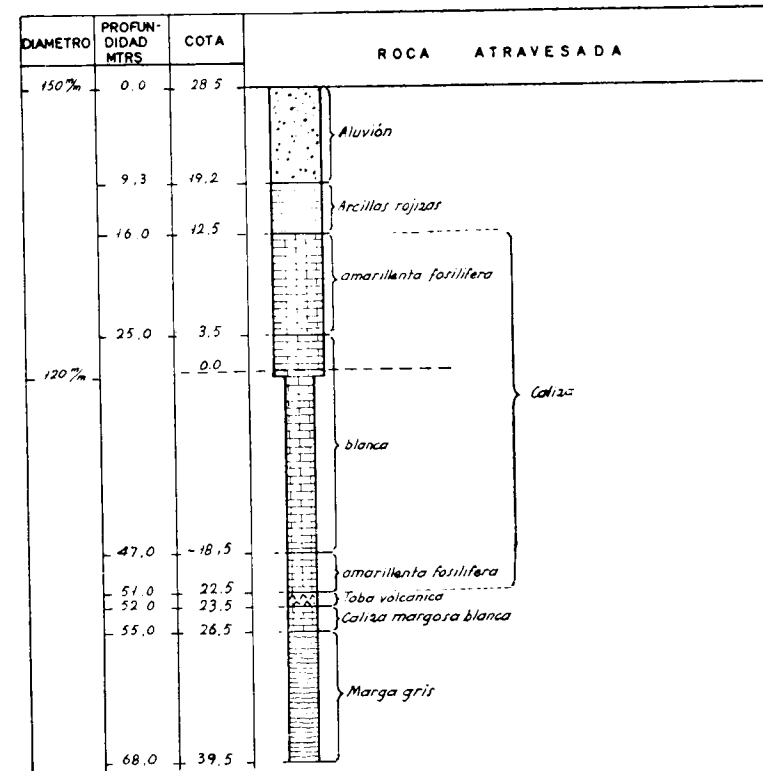 DIAMETRO PROFUN-DIDAD MTRS COTA ROCA ATRAVESADA
150 m/m 0.0 28 5
Aluvión
9,3 19,2
Arcillas rojizas
16.0 12.5
amarillenta fosilifera
25.0 3,5
0.0
120 m/m
Caliza
blanca
47.0 -18,5
amarillenta fosilifera
51.0 22.5
Toba volcánica
52 0 23.5
Caliza margosa blanca
55.0 26,5
Marga gris
68.0 39,5